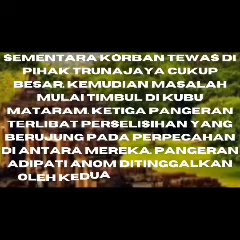 SEMENTARA KORBAN TEWAS DI
PIHAK TRUNAJAYA CUKUP
BESAR. KEMUDIAN MASALAH
MULAI TIMBUL DI KUBU
MATARAM. KETIGA PANGERAN
TERLIBAT PERSELISIHAN YANG
BERUJUNG PADA PERPECAHAN
DI ANTARA MEREKA. PANGERAN
ADIPATI ANOM DITINGGALKAN
OLEH KEDUA